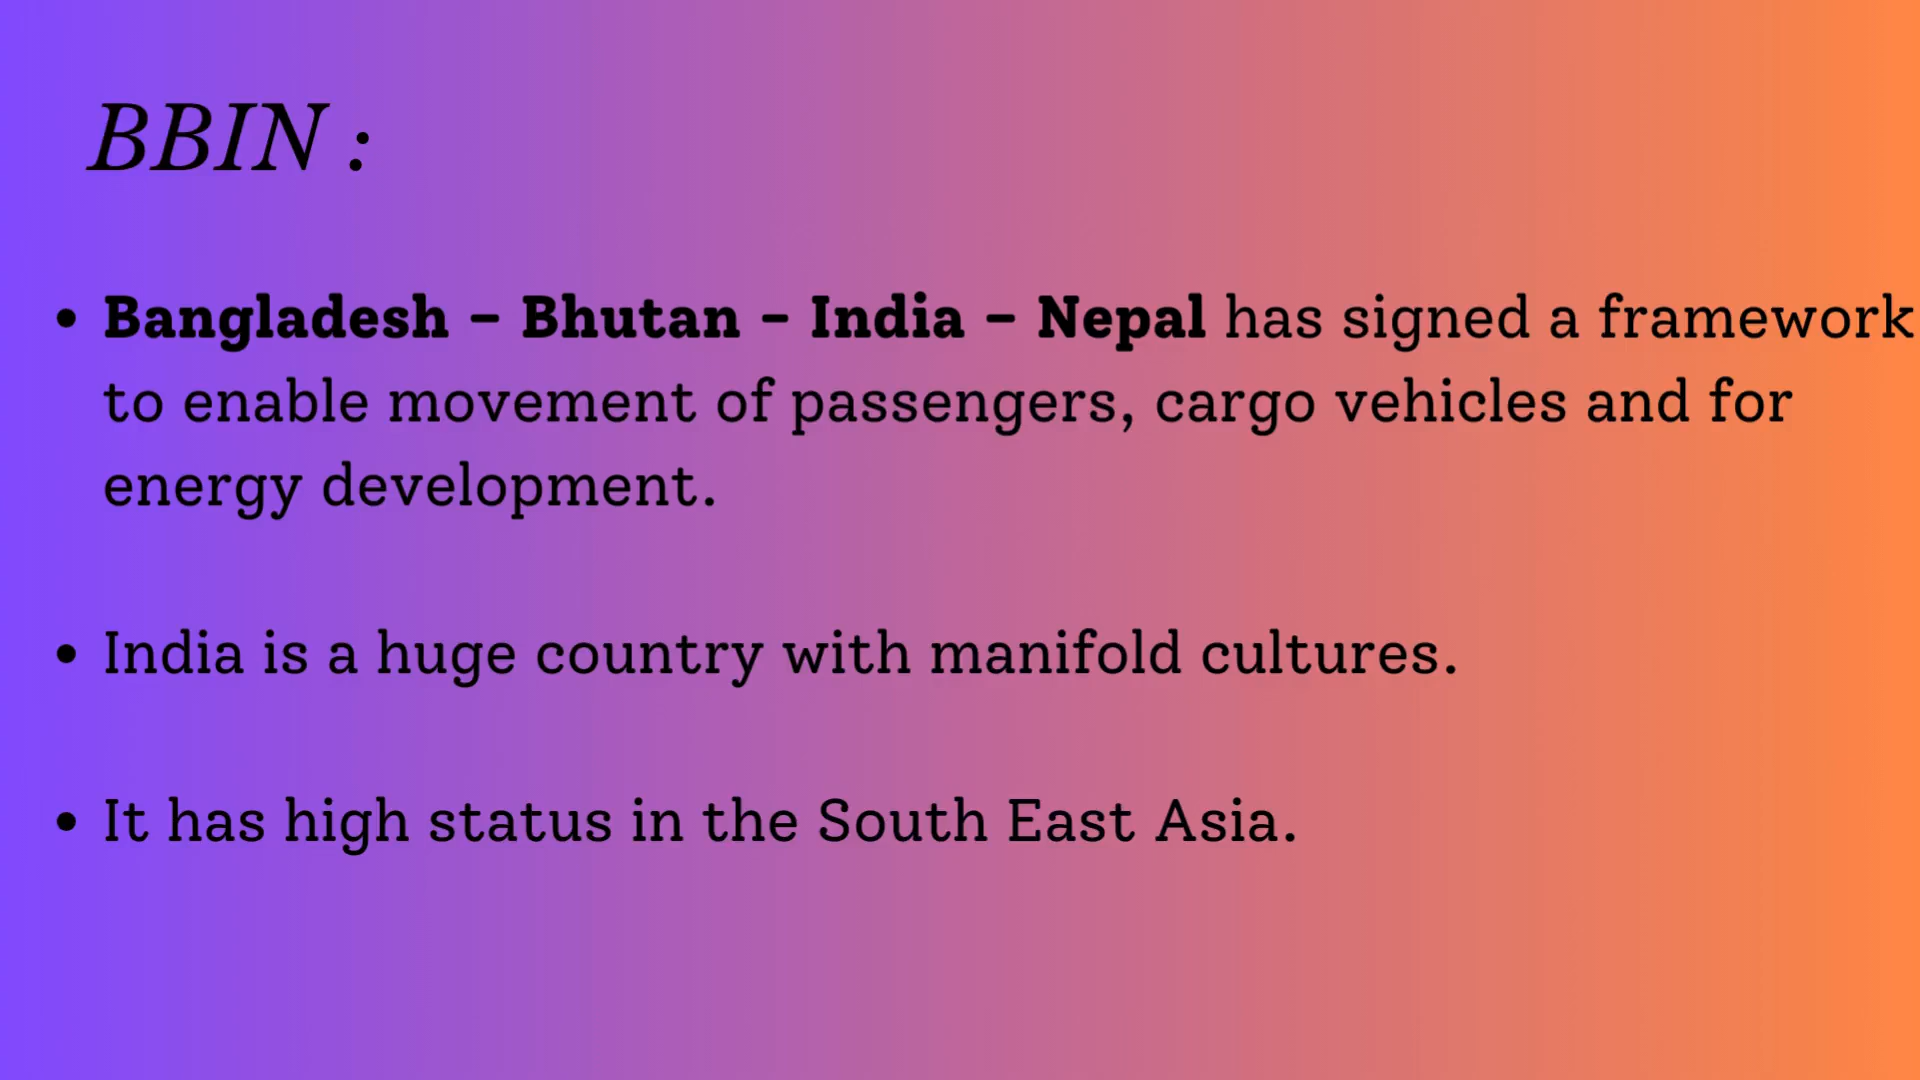 BBIN :
• Bangladesh – Bhutan – India – Nepal has signed a framework
to enable movement of passengers, cargo vehicles and for
energy development.
• India is a huge country with manifold cultures.
• It has high status in the South East Asia.